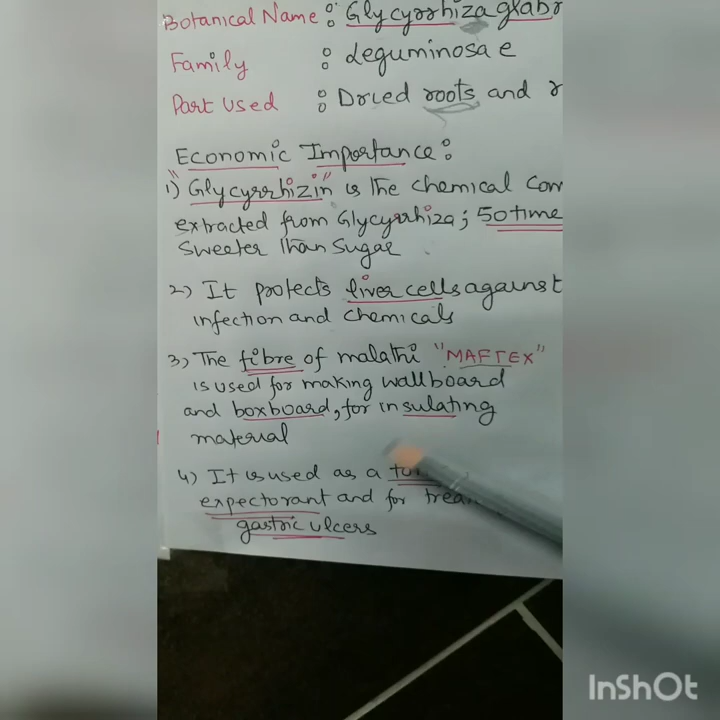 Botanical Name : Glycyrrhiza glabr
Family : Leguminosae
Part Used : Dried roots and r
Economic Importance :
1) "Glycyrrhizin" is the chemical Com
extracted from Glycyrrhiza; 50 time
Sweeter than Sugar
2) It protects liver cells against
infection and chemicals
3) The fibre of malathi "MAFTEX"
is used for making wallboard
and boxboard, for insulating
material
4) It is used as a
expectorant and for
gastric ulcers
InShOt